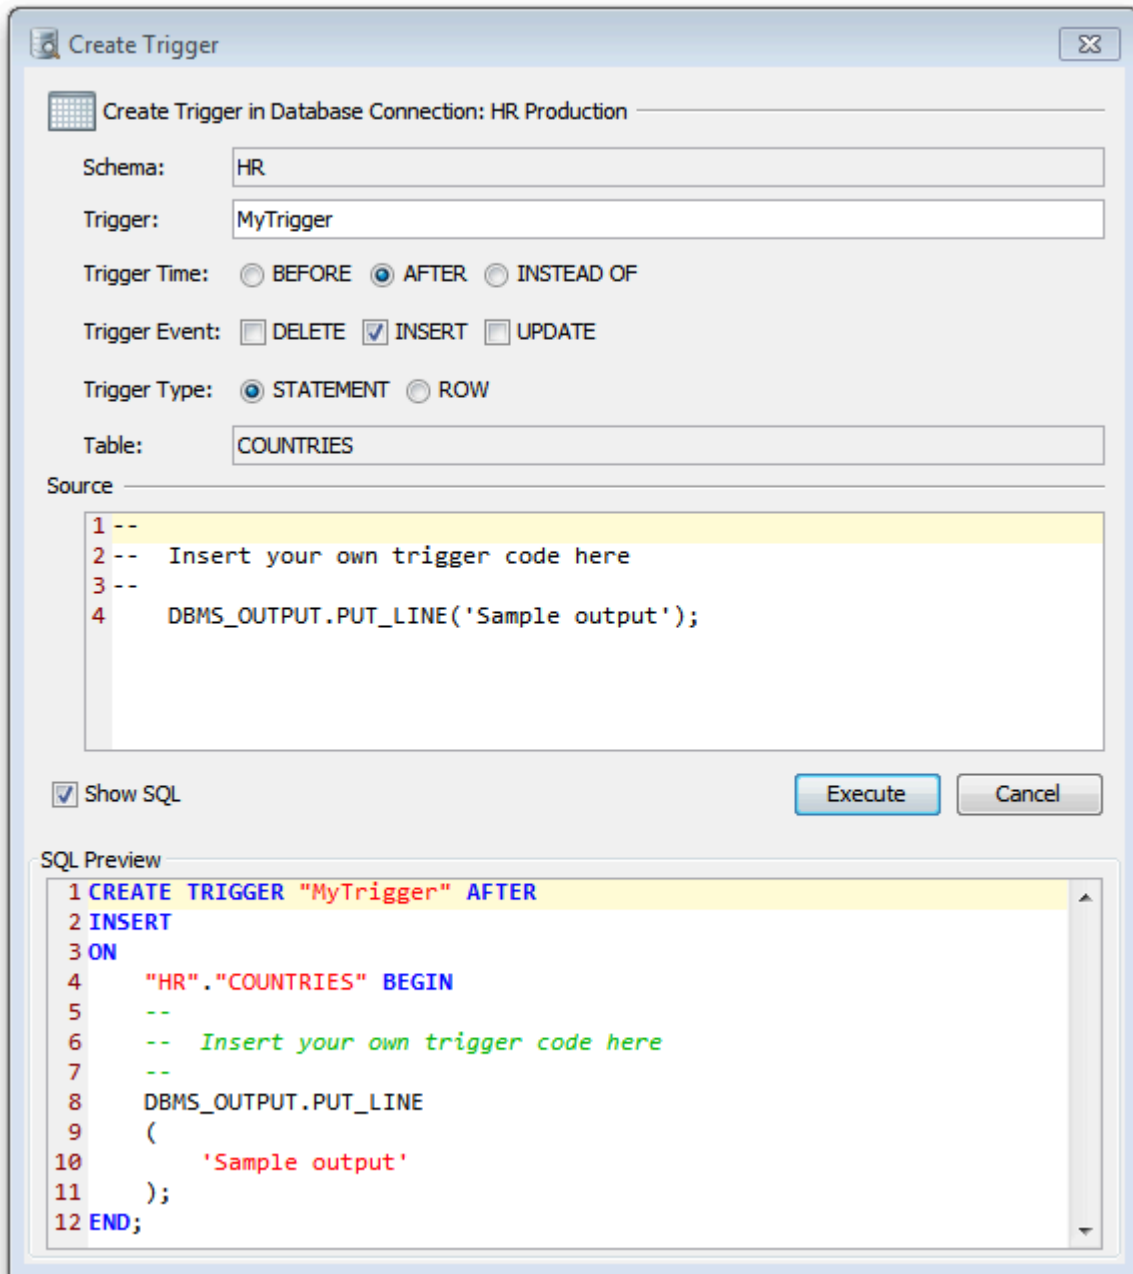 Create Trigger
Create Trigger in Database Connection: HR Production
Schema: HR
Trigger: MyTrigger
Trigger Time: BEFORE AFTER INSTEAD OF
Trigger Event: DELETE INSERT UPDATE
Trigger Type: STATEMENT ROW
Table: COUNTRIES
Source
1 --
2 --  Insert your own trigger code here
3 --
4     DBMS_OUTPUT.PUT_LINE('Sample output');
Show SQL Execute Cancel
SQL Preview
1 CREATE TRIGGER "MyTrigger" AFTER
2 INSERT
3 ON
4     "HR"."COUNTRIES" BEGIN
5     --
6     --  Insert your own trigger code here
7     --
8     DBMS_OUTPUT.PUT_LINE
9     (
10         'Sample output'
11     );
12 END;